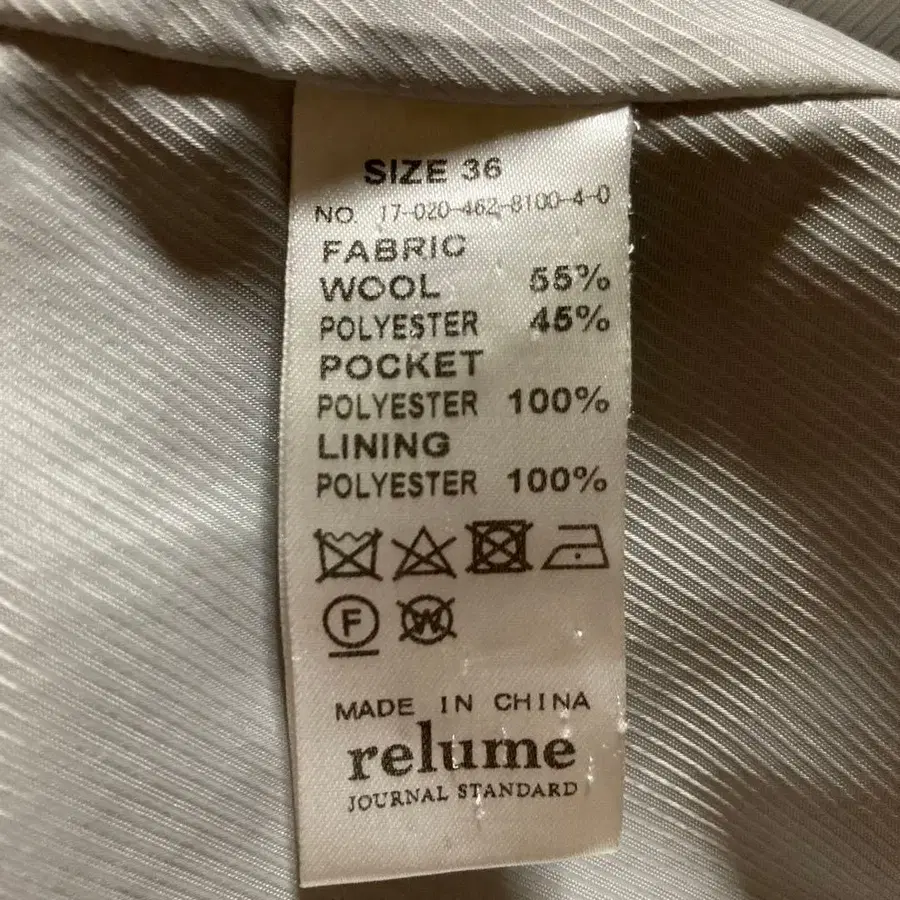 SIZE 36
NO 17-020-462-8100-4-0
FABRIC
WOOL 55%
POLYESTER 45%
POCKET
POLYESTER 100%
LINING
POLYESTER 100%
F W
MADE IN CHINA
relume
JOURNAL STANDARD